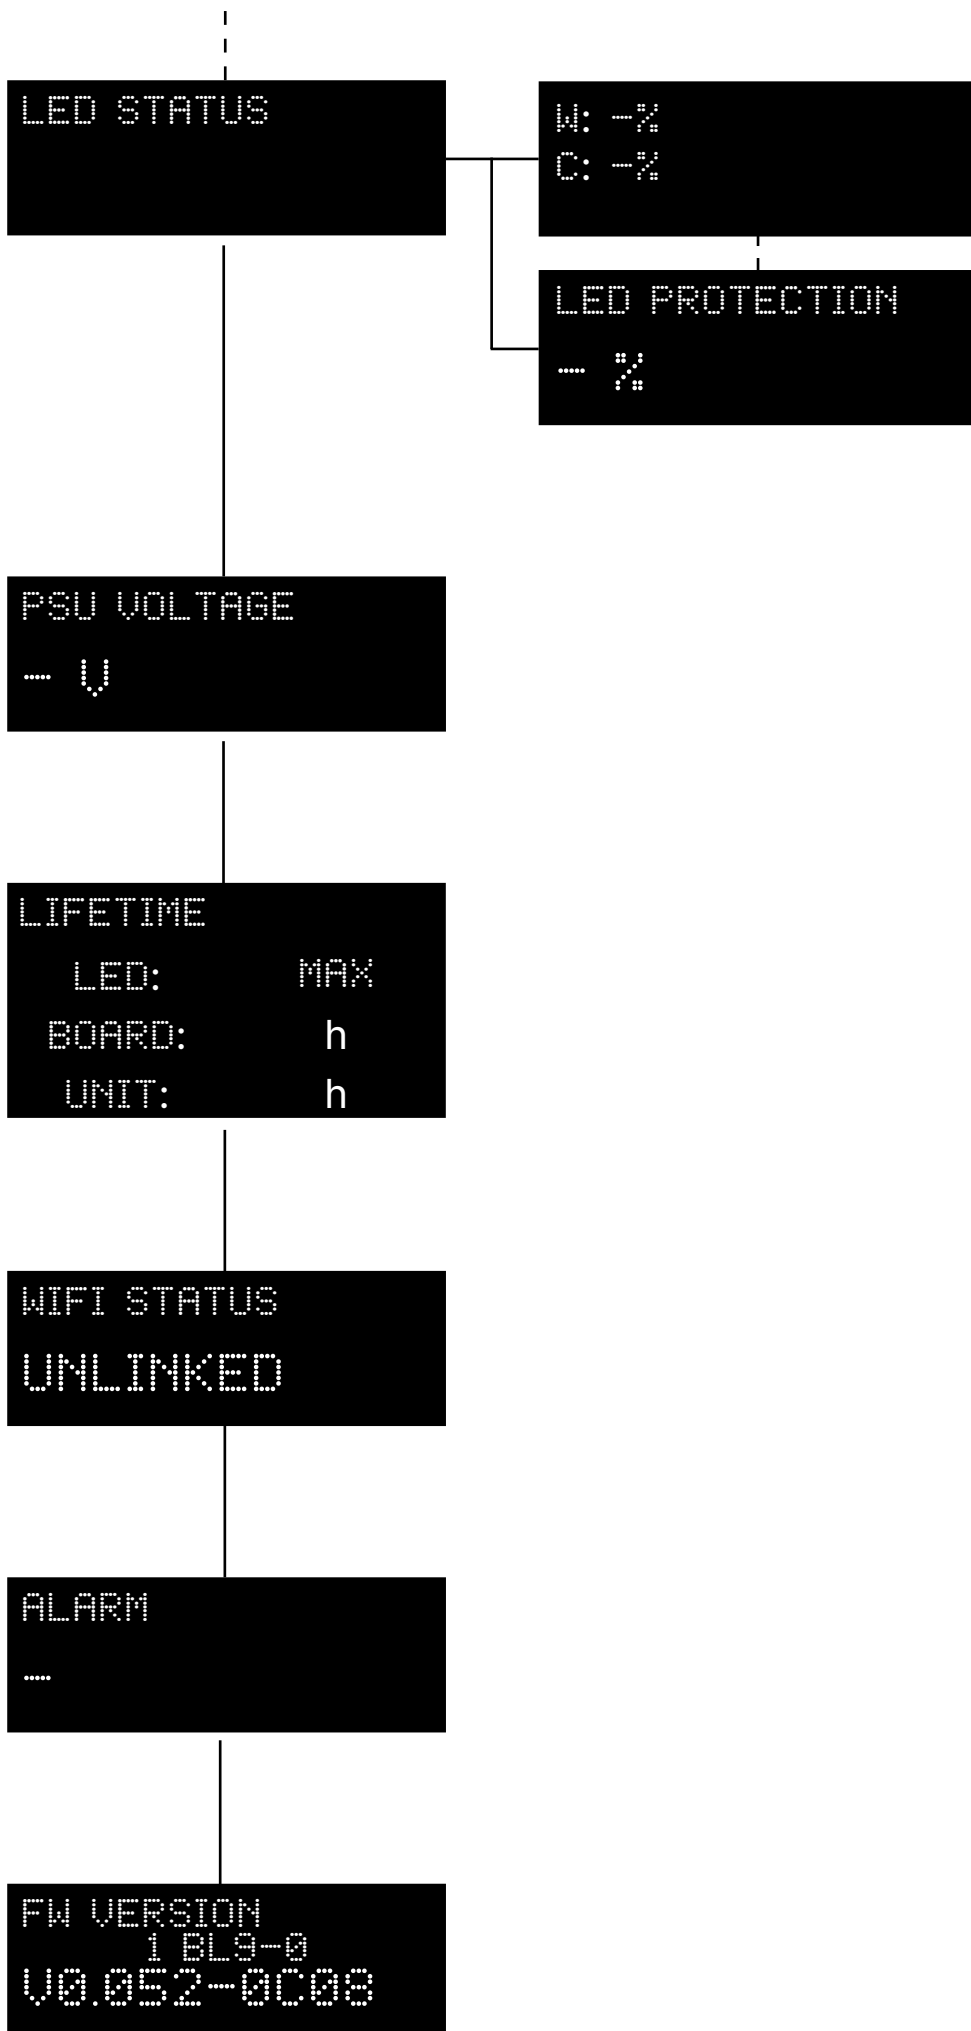 LED STATUS
W: -%
C: -%
LED PROTECTION
- %
PSU VOLTAGE
- V
LIFETIME
LED: MAX
BOARD: h
UNIT: h
WIFI STATUS
UNLINKED
ALARM
-
FW VERSION
1 BL9-0
V0.052-0C08